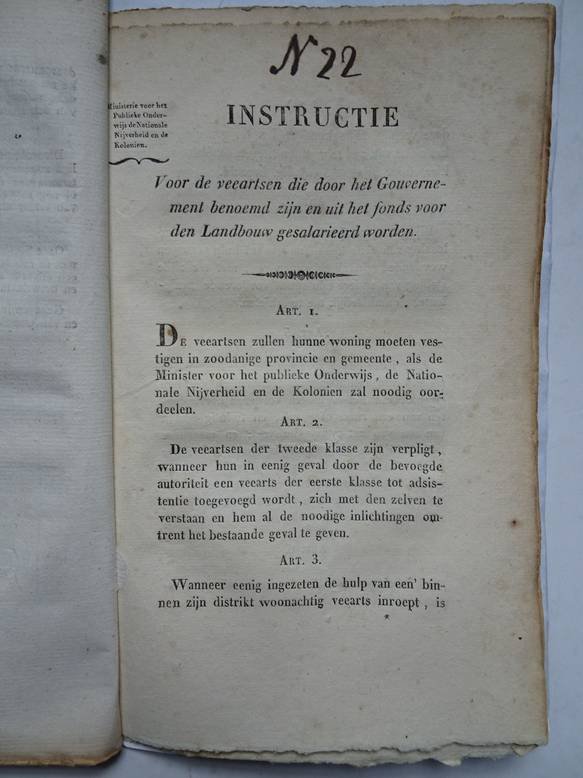 N 22
Ministerie voor het
Publieke Onder-
wijs de Nationale
Nijverheid en de
Kolonien.
INSTRUCTIE
Voor de veeartsen die door het Gouverne-
ment benoemd zijn en uit het fonds voor
den Landbouw gesalarieerd worden.
ART. 1.
DE veeartsen zullen hunne woning moeten ves-
tigen in zoodanige provincie en gemeente, als de
Minister voor het publieke Onderwijs, de Natio-
nale Nijverheid en de Kolonien zal noodig oor-
deelen.
ART. 2.
De veeartsen der tweede klasse zijn verpligt,
wanneer hun in eenig geval door de bevoegde
autoriteit een veearts der eerste klasse tot adsis-
tentie toegevoegd wordt, zich met den zelven te
verstaan en hem al de noodige inlichtingen om-
trent het bestaande geval te geven.
ART. 3.
Wanneer eenig ingezeten de hulp van een' bin-
nen zijn distrikt woonachtig veearts inroept, is
*